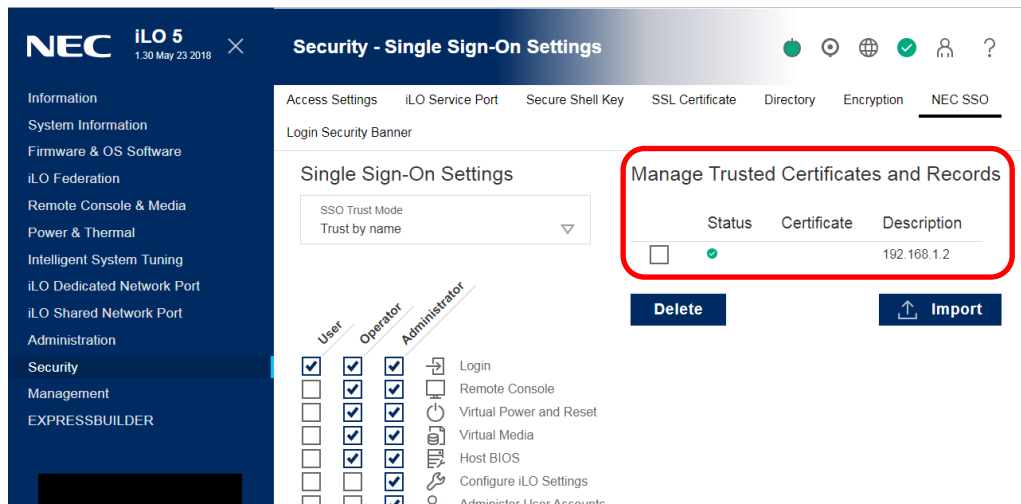 NEC
iLO 5
1.30 May 23 2018
Security - Single Sign-On Settings
?
Information
System Information
Firmware & OS Software
iLO Federation
Remote Console & Media
Power & Thermal
Intelligent System Tuning
iLO Dedicated Network Port
iLO Shared Network Port
Administration
Security
Management
EXPRESSBUILDER
Access Settings iLO Service Port Secure Shell Key SSL Certificate Directory Encryption NEC SSO
Login Security Banner
Single Sign-On Settings
SSO Trust Mode
Trust by name
Manage Trusted Certificates and Records
Status Certificate Description
192.168.1.2
Delete Import
User Operator Administrator
Login
Remote Console
Virtual Power and Reset
Virtual Media
Host BIOS
Configure iLO Settings
Administer User Accounts